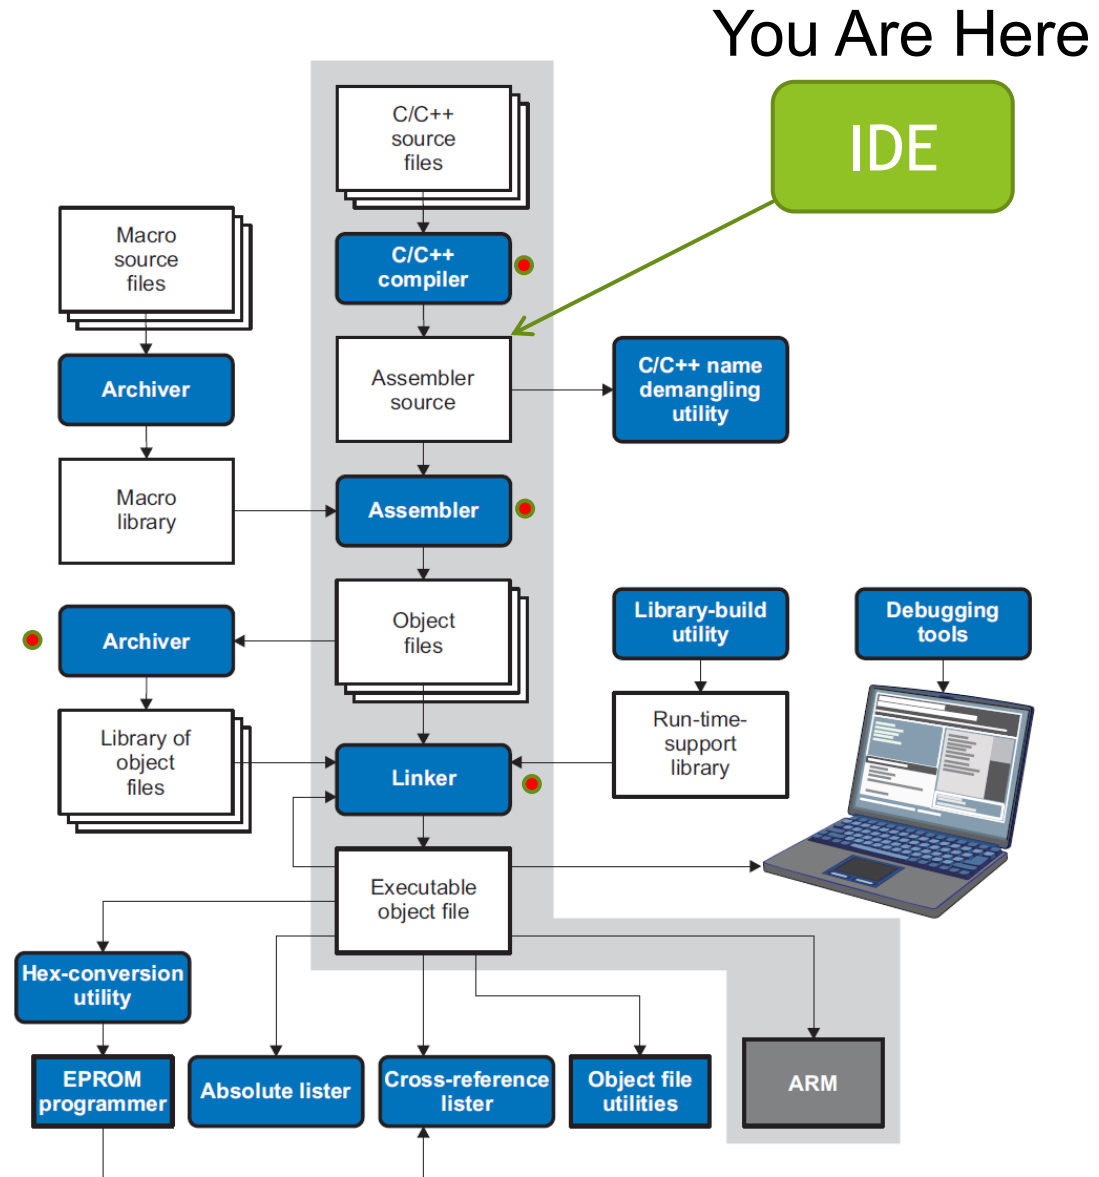 You Are Here
IDE
C/C++
source
files
Macro
source
files
C/C++
compiler
Archiver
Assembler
source
C/C++ name
demangling
utility
Macro
library
Assembler
Archiver
Object
files
Library-build
utility
Debugging
tools
Library of
object
files
Linker
Run-time-
support
library
Executable
object file
Hex-conversion
utility
EPROM
programmer
Absolute lister
Cross-reference
lister
Object file
utilities
ARM